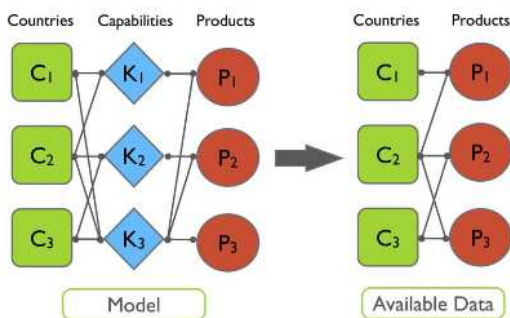 Countries Capabilities Products Countries Products
C1 K1 P1 C1 P1
C2 K2 P2 C2 P2
C3 K3 P3 C3 P3
Model Available Data